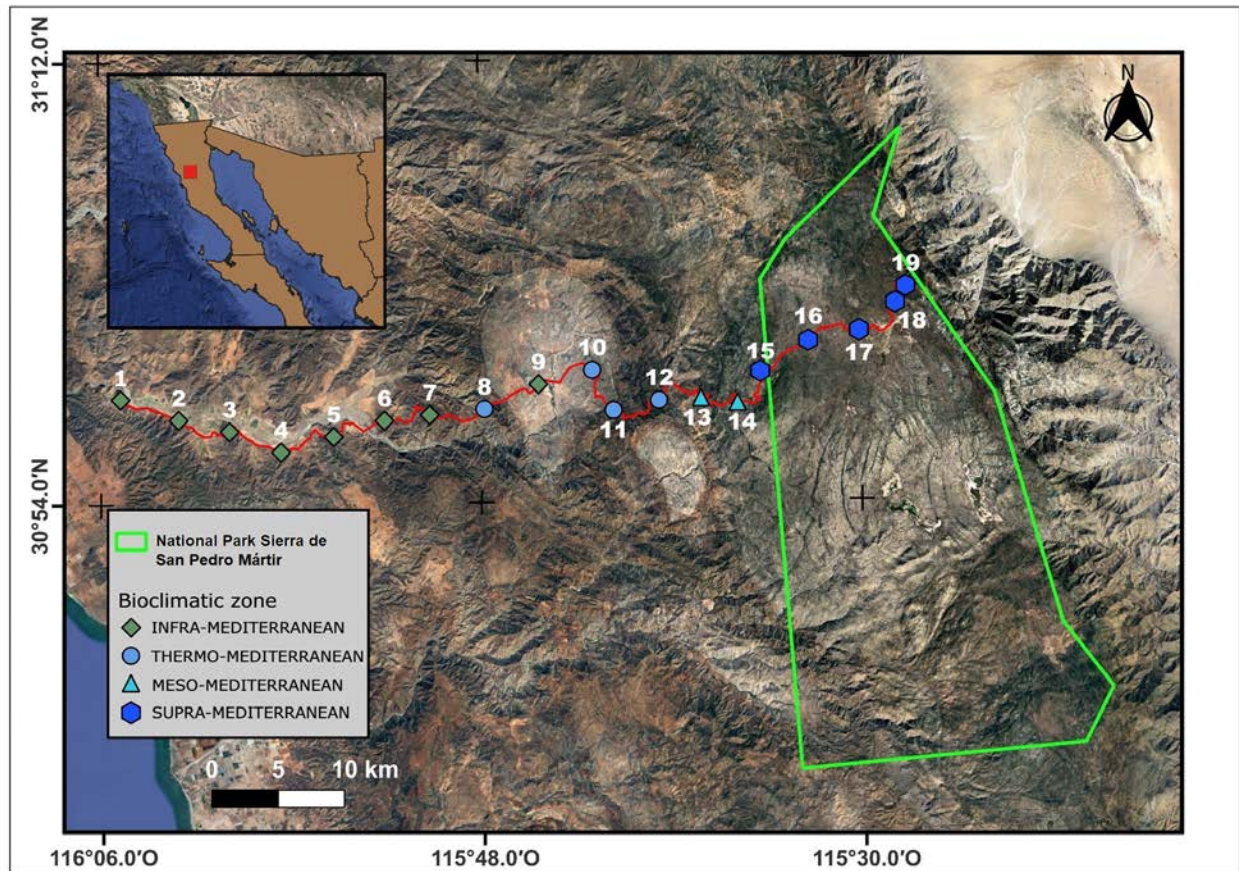 31°12.0'N
N
19
18
17
16
15
10
9
12
13
14
8
11
1
2
3
4
5
6
7
30°54.0'N
National Park Sierra de
San Pedro Mártir
Bioclimatic zone
INFRA-MEDITERRANEAN
THERMO-MEDITERRANEAN
MESO-MEDITERRANEAN
SUPRA-MEDITERRANEAN
0 5 10 km
116°06.0'O 115°48.0'O 115°30.0'O